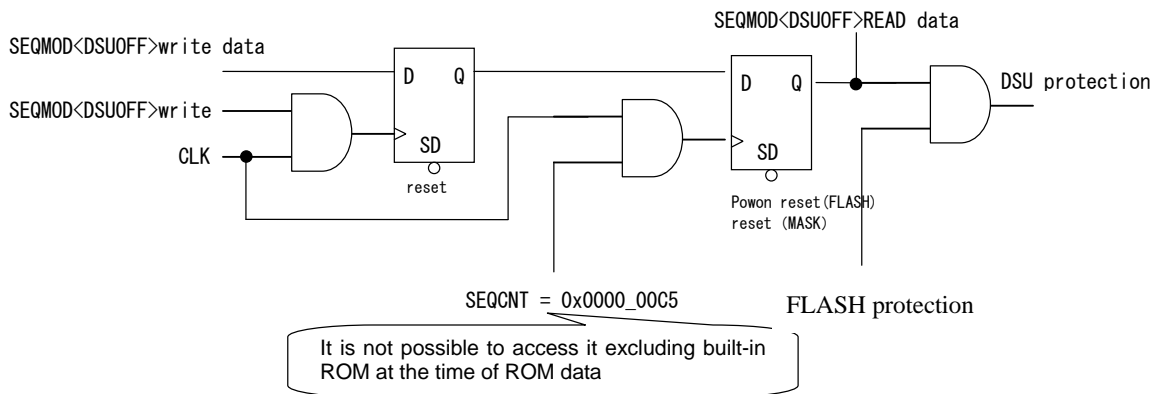 SEQMOD<DSUOFF>READ data
SEQMOD<DSUOFF>write data
D Q
D Q
DSU protection
SEQMOD<DSUOFF>write
CLK
SD
SD
reset
Powon reset(FLASH)
reset (MASK)
SEQCNT = 0x0000_00C5
FLASH protection
It is not possible to access it excluding built-in
ROM at the time of ROM data